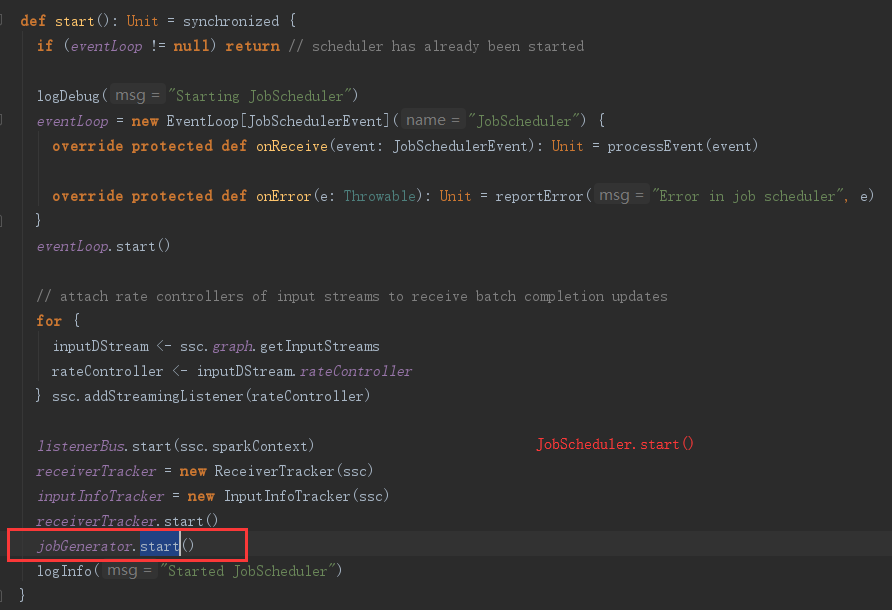 def start(): Unit = synchronized {
if (eventLoop != null) return // scheduler has already been started
logDebug( msg = "Starting JobScheduler")
eventLoop = new EventLoop[JobSchedulerEvent]( name = "JobScheduler") {
override protected def onReceive(event: JobSchedulerEvent): Unit = processEvent(event)
override protected def onError(e: Throwable): Unit = reportError( msg = "Error in job scheduler", e)
}
eventLoop.start()
// attach rate controllers of input streams to receive batch completion updates
for {
inputDStream <- ssc.graph.getInputStreams
rateController <- inputDStream.rateController
} ssc.addStreamingListener(rateController)
listenerBus.start(ssc.sparkContext) JobScheduler.start()
receiverTracker = new ReceiverTracker(ssc)
inputInfoTracker = new InputInfoTracker(ssc)
receiverTracker.start()
jobGenerator.start()
logInfo( msg = "Started JobScheduler")
}